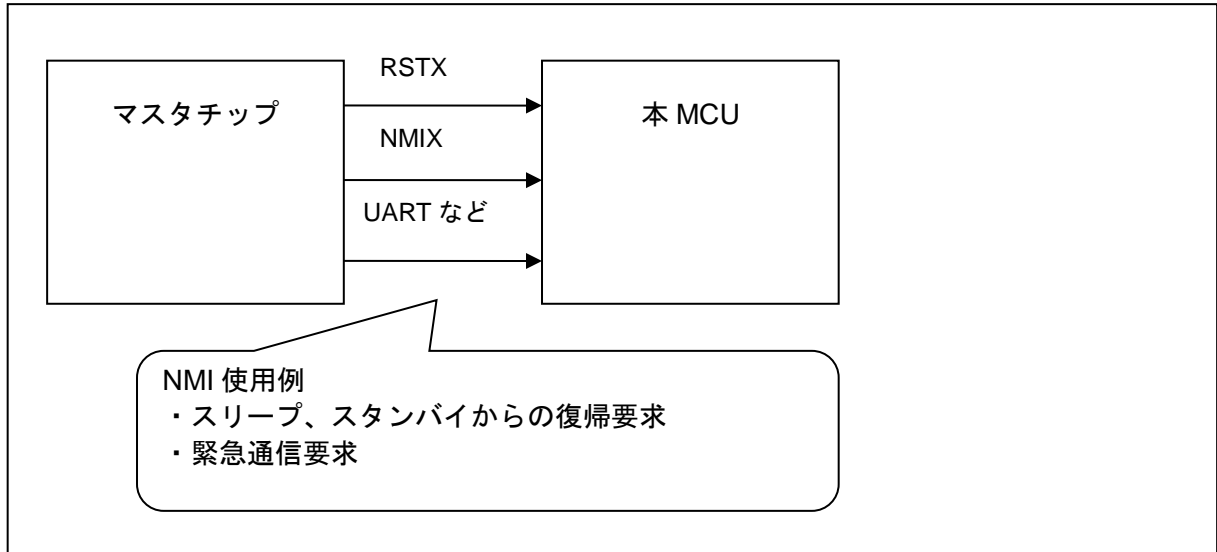 RSTX
マスタチップ
本 MCU
NMIX
UART など
NMI 使用例
・スリープ、スタンバイからの復帰要求
・緊急通信要求